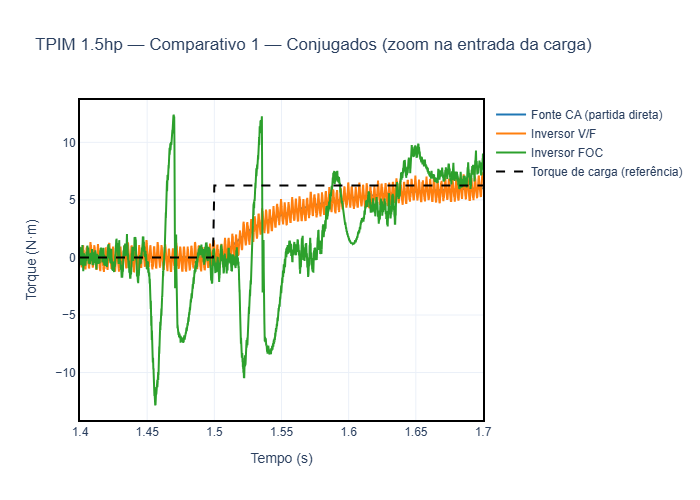 TPIM 1.5hp — Comparativo 1 — Conjugados (zoom na entrada da carga)
Fonte CA (partida direta)
Inversor V/F
Inversor FOC
Torque de carga (referência)
Torque (N·m)
10
5
0
−5
−10
1.4
1.45
1.5
1.55
1.6
1.65
1.7
Tempo (s)